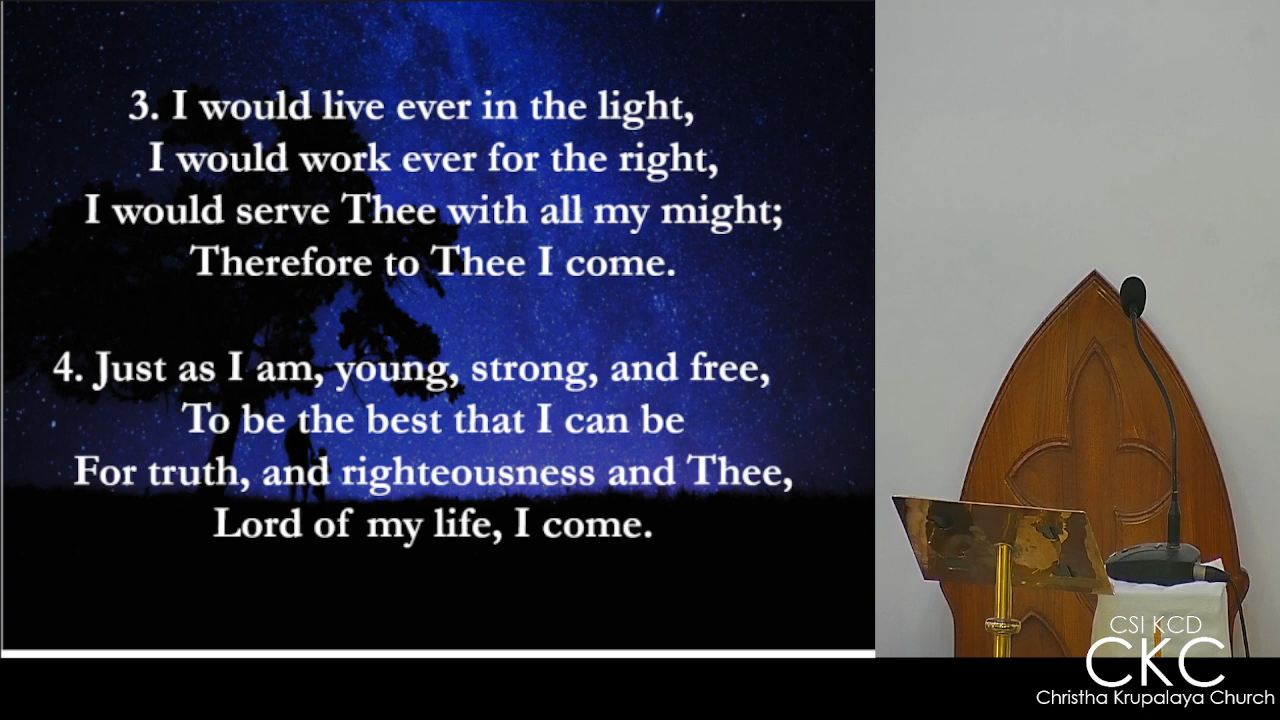 3. I would live ever in the light,
I would work ever for the right,
I would serve Thee with all my might;
Therefore to Thee I come.
4. Just as I am, young, strong, and free,
To be the best that I can be
For truth, and righteousness and Thee,
Lord of my life, I come.
CSI KCD
CKC
Christha Krupalaya Church